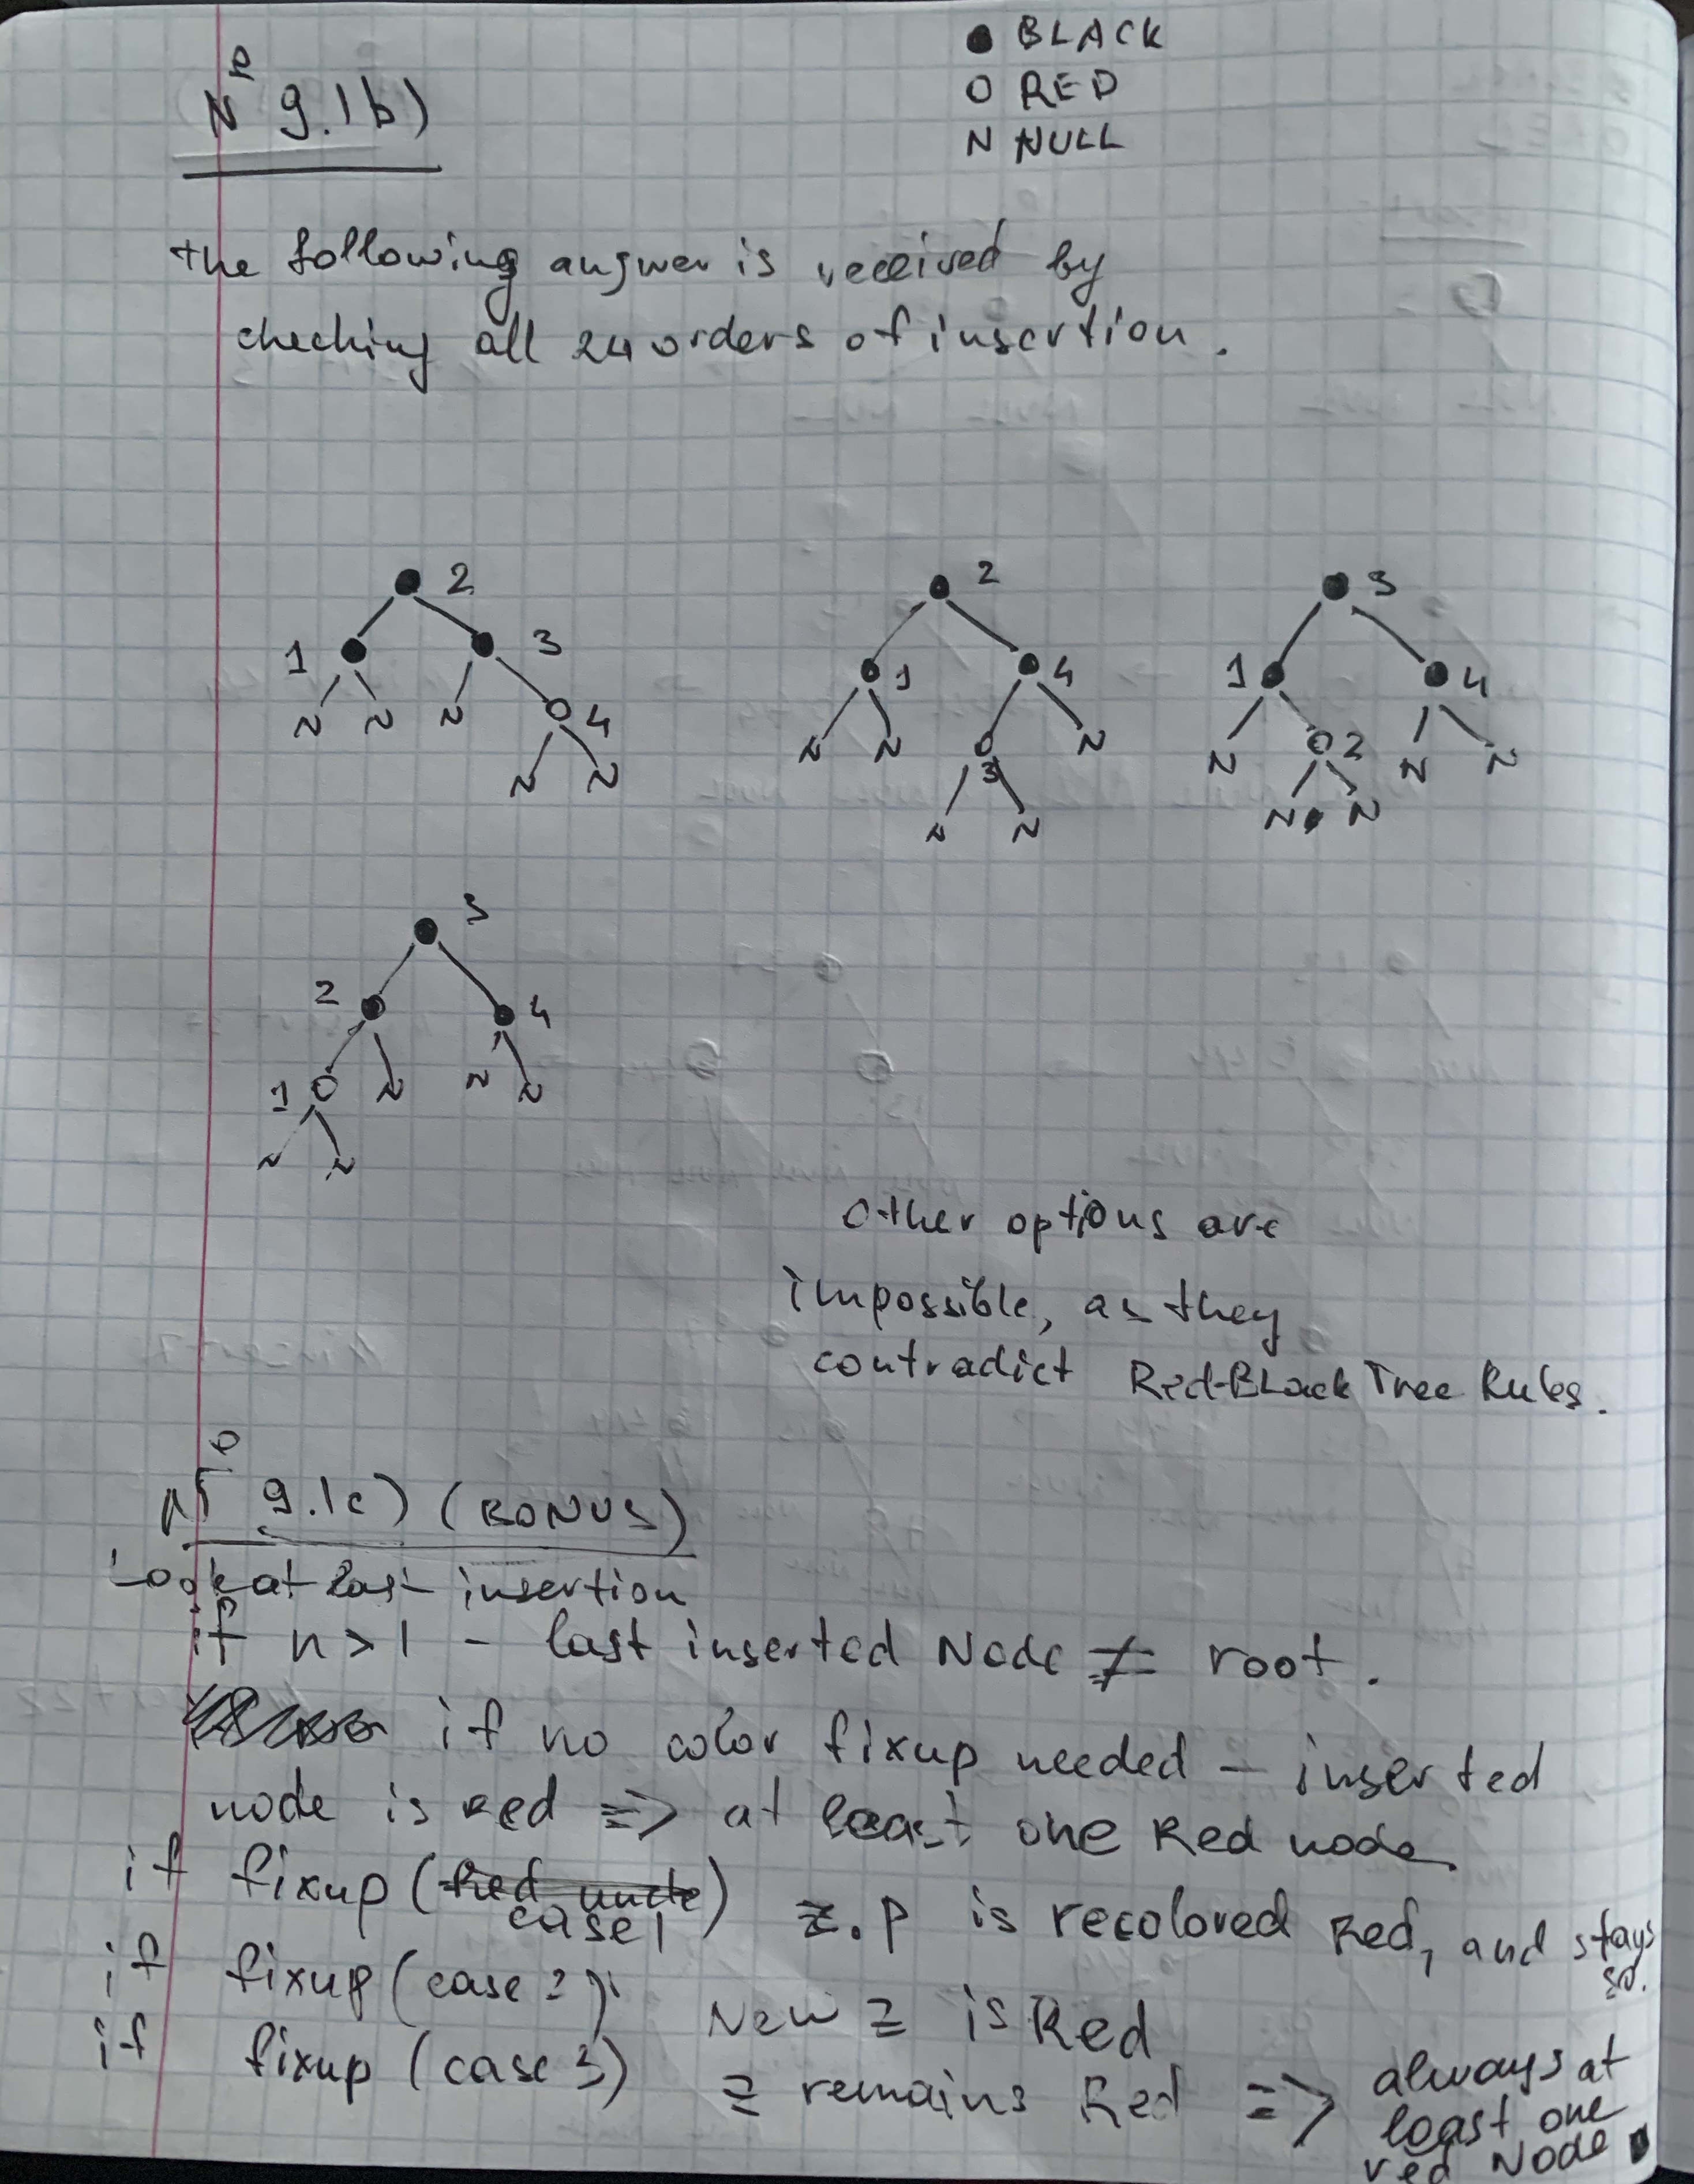 № 9.1b)
● BLACK
O RED
N NULL
the following answer is received by
checking all 24 orders of insertion.
2
1 3
N N N 4
N N
2
1 4
N N 3 N
N N
3
1 4
N 2 N N
N N
3
2 4
1 N N N
N N
Other options are
impossible, as they
contradict Red-Black Tree Rules.
№ 9.1c) (BONUS)
Look at last insertion
if n > 1 - last inserted Node ≠ root.
if no color fixup needed - inserted
node is Red => at least one Red node.
if fixup (case 1) z.p is recolored Red, and stays so.
if fixup (case 2) New z is Red
if fixup (case 3) z remains Red => always at
least one
red Node